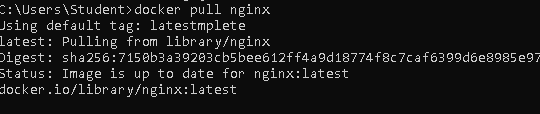 C:\Users\Student>docker pull nginx
Using default tag: latestmplete
latest: Pulling from library/nginx
Digest: sha256:7150b3a39203cb5bee612ff4a9d18774f8c7caf6399d6e8985e97
Status: Image is up to date for nginx:latest
docker.io/library/nginx:latest